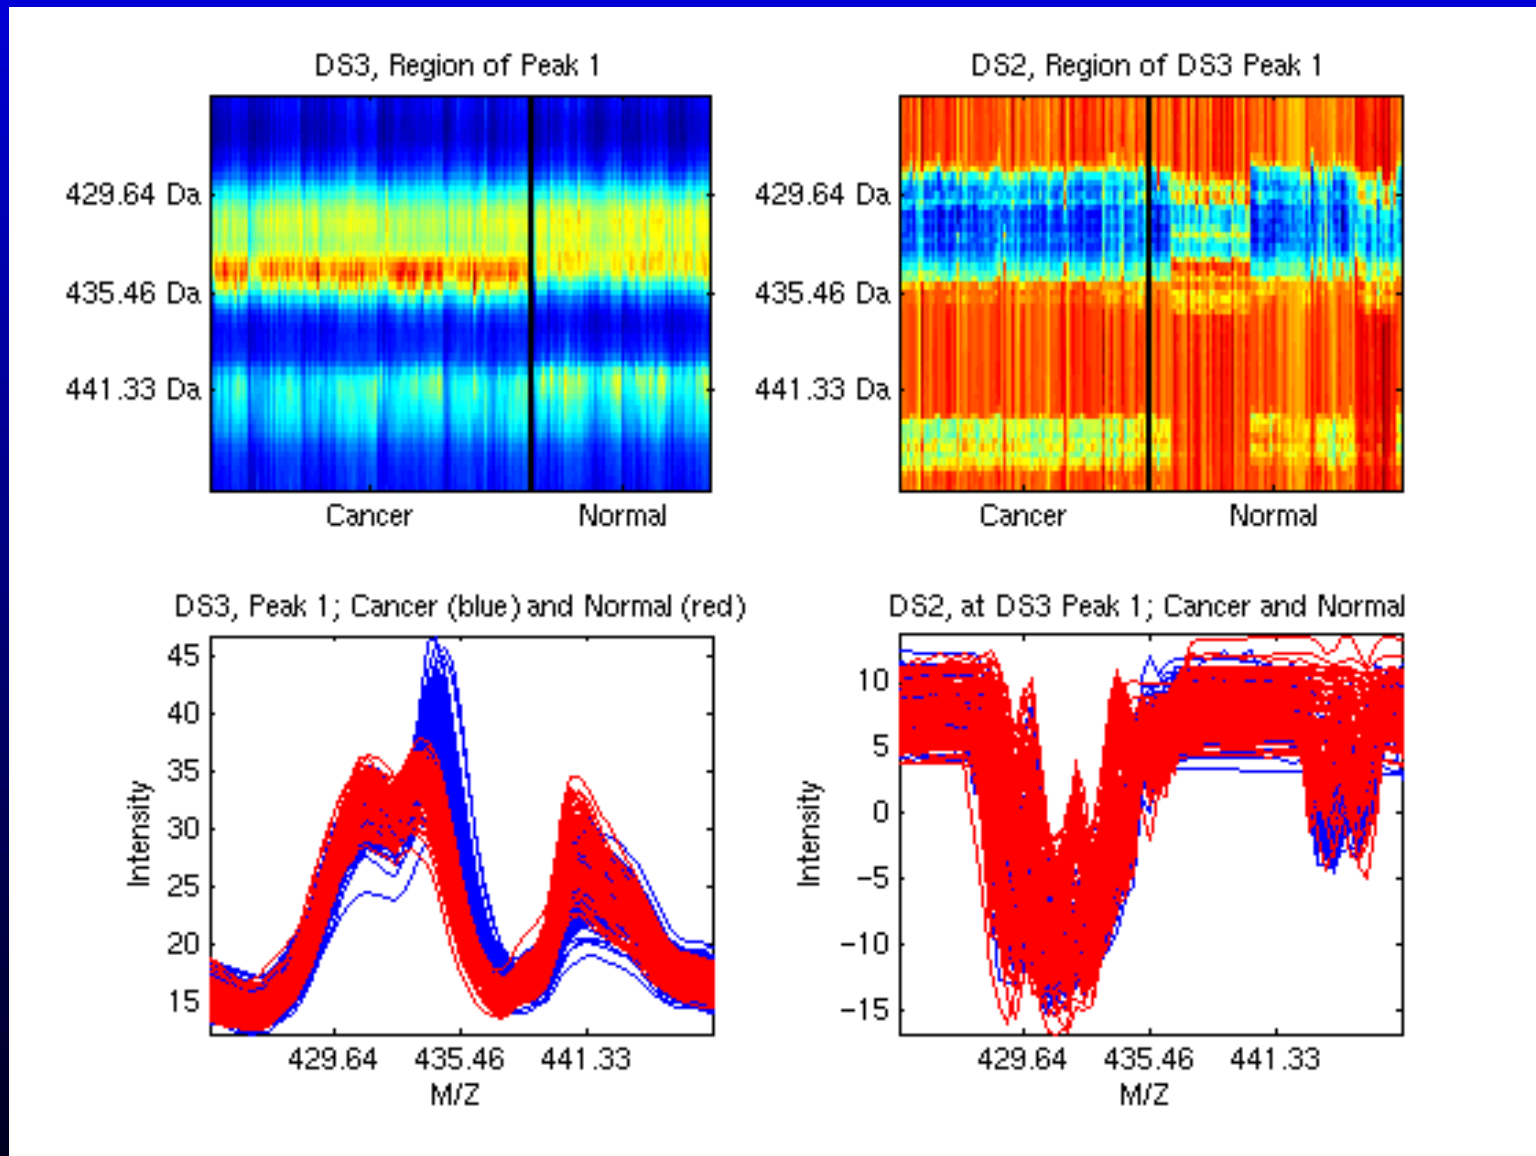 DS3, Region of Peak 1
429.64 Da
435.46 Da
441.33 Da
Cancer
Normal
DS2, Region of DS3 Peak 1
429.64 Da
435.46 Da
441.33 Da
Cancer
Normal
DS3, Peak 1; Cancer (blue) and Normal (red)
Intensity
45
40
35
30
25
20
15
429.64 435.46 441.33
M/Z
DS2, at DS3 Peak 1; Cancer and Normal
Intensity
10
5
0
−5
−10
−15
429.64 435.46 441.33
M/Z